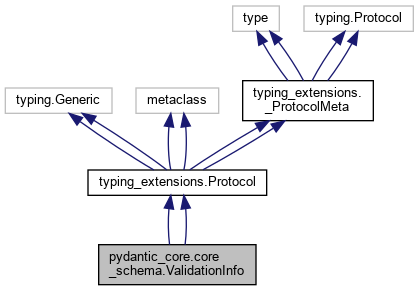 type
typing.Protocol
typing.Generic
metaclass
typing_extensions.
_ProtocolMeta
typing_extensions.Protocol
pydantic_core.core
_schema.ValidationInfo